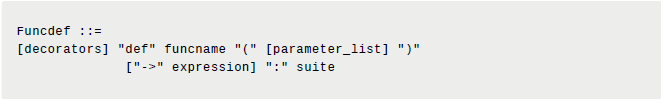 Funcdef ::=
[decorators] "def" funcname "(" [parameter_list] ")"
["->" expression] ":" suite